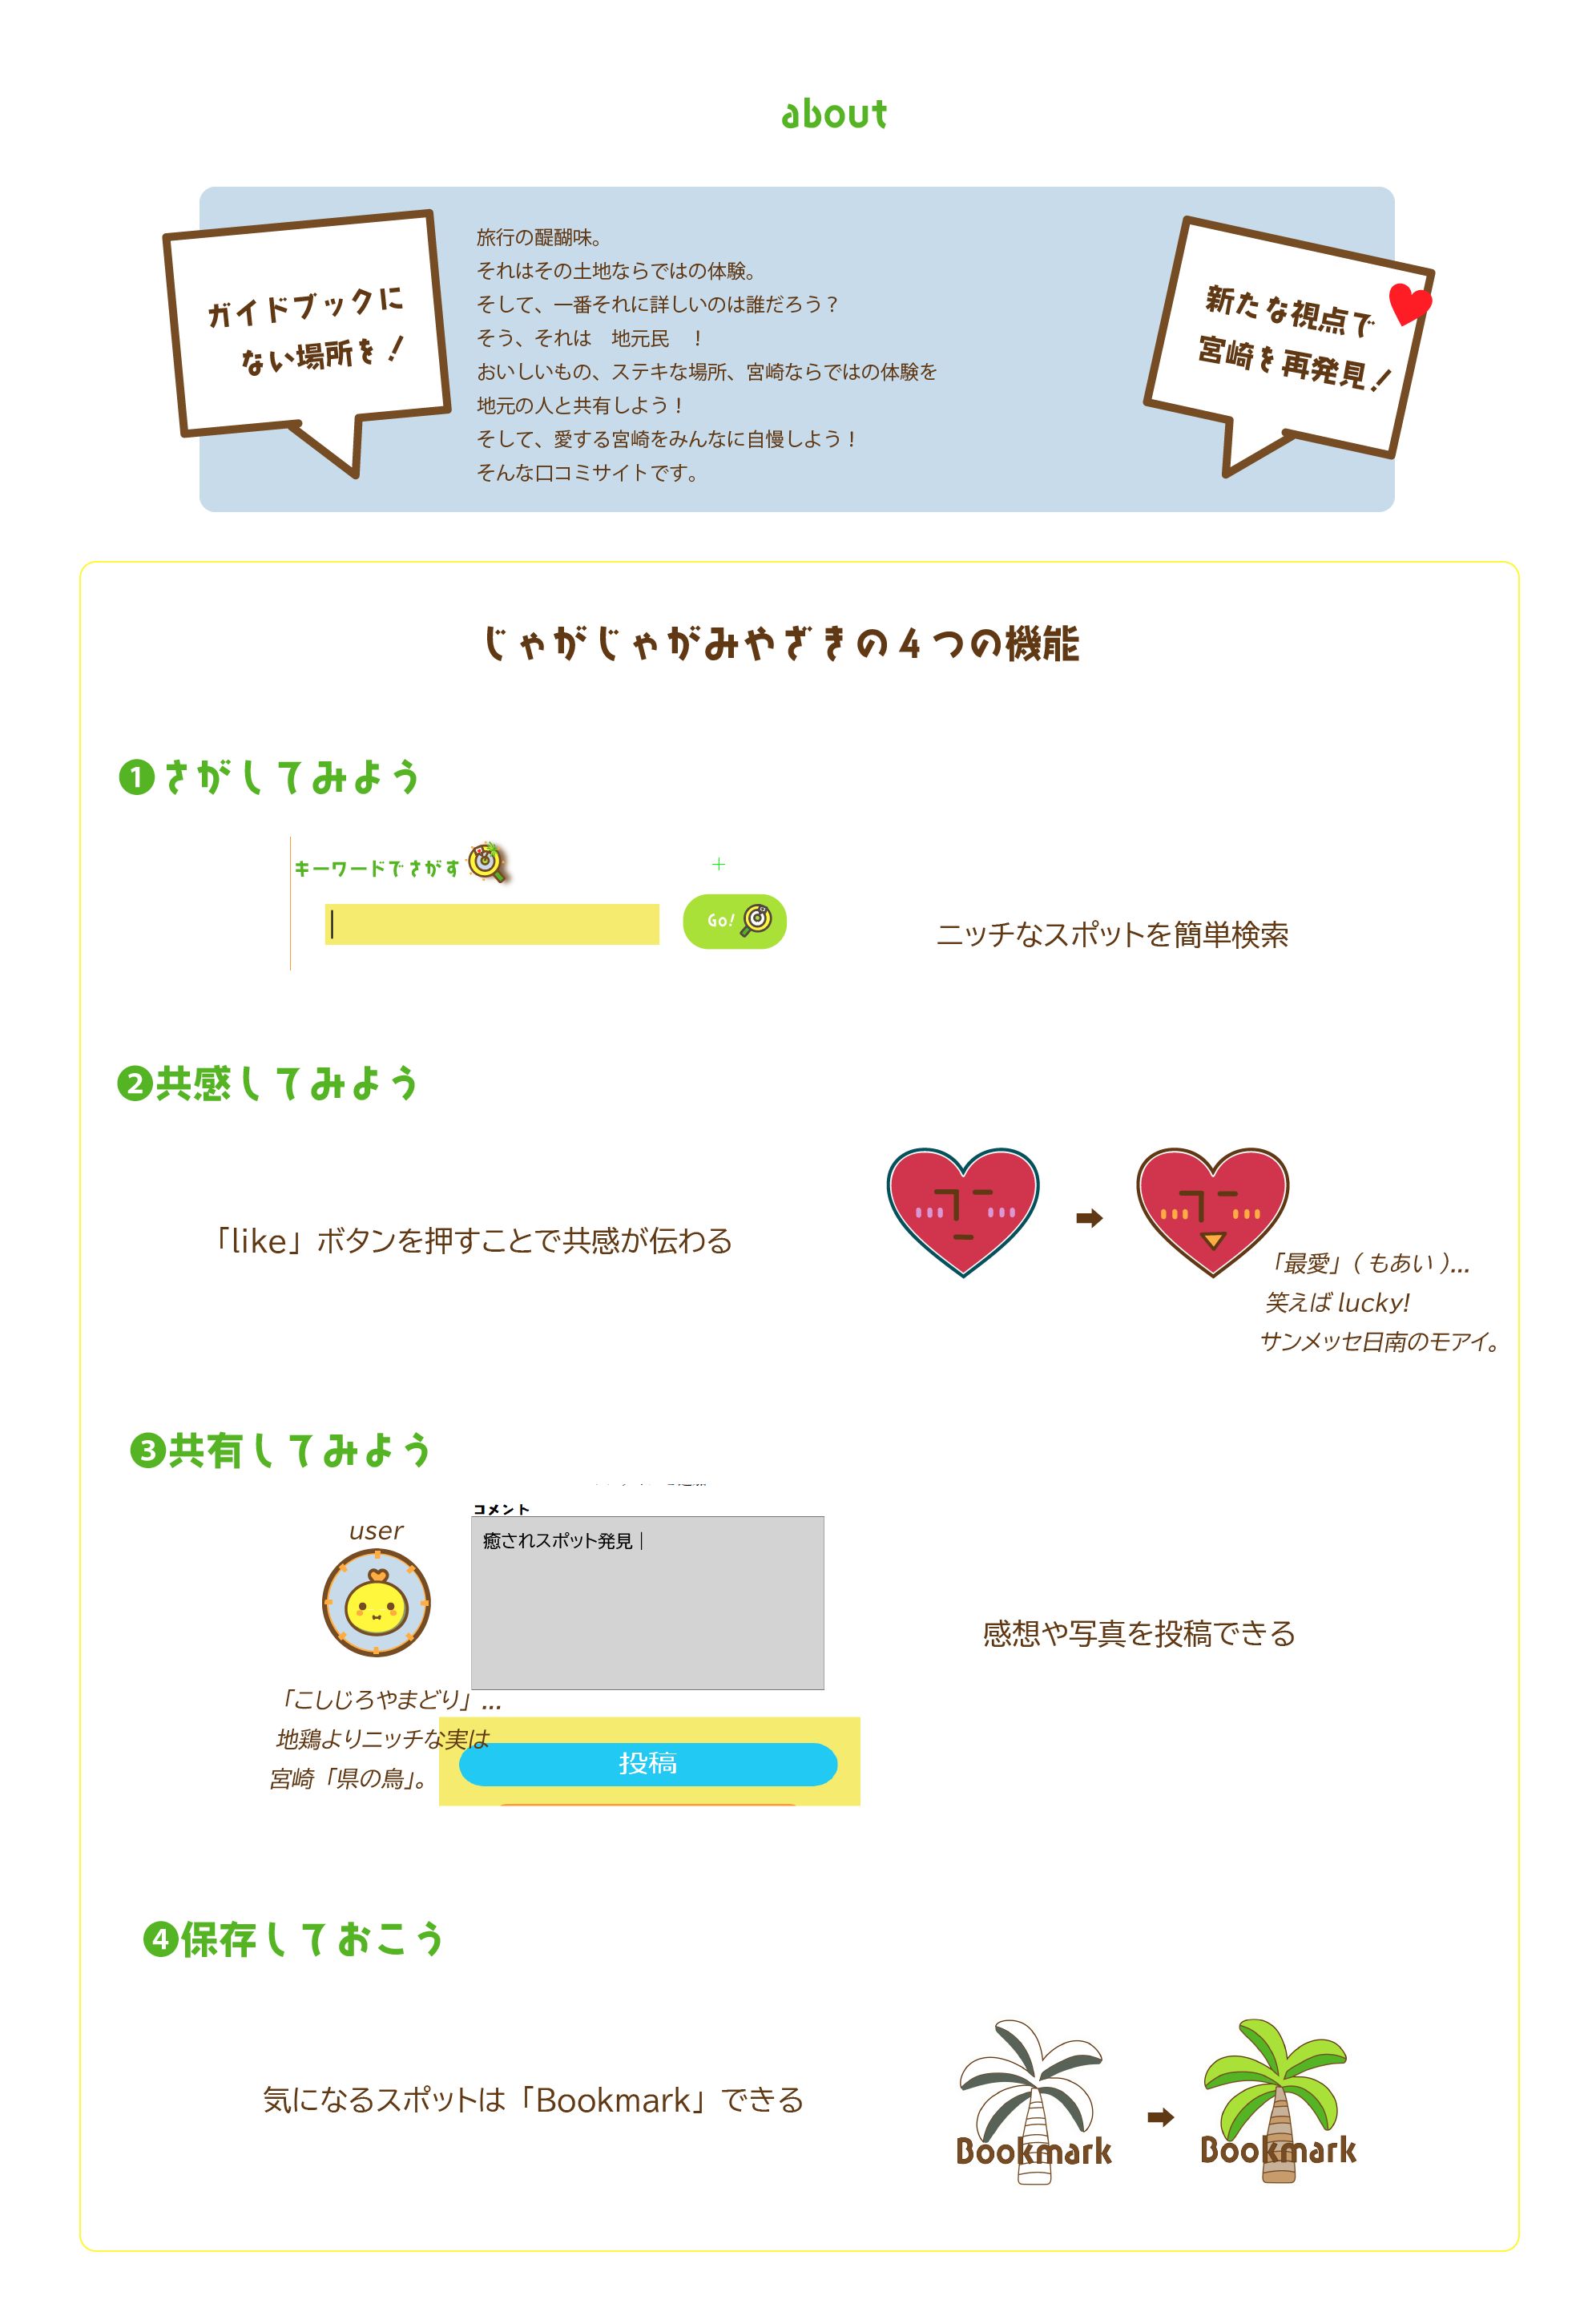 about
ガイドブックに
ない場所を！
旅行の醍醐味。
それはその土地ならではの体験。
そして、一番それに詳しいのは誰だろう？
そう、それは　地元民　！
おいしいもの、ステキな場所、宮崎ならではの体験を
地元の人と共有しよう！
そして、愛する宮崎をみんなに自慢しよう！
そんな口コミサイトです。
新たな視点で
宮崎を再発見！
じゃがじゃがみやざきの４つの機能
❶さがしてみよう
キーワードでさがす
Go!
ニッチなスポットを簡単検索
❷共感してみよう
「like」ボタンを押すことで共感が伝わる
「最愛」( もあい )...
笑えば lucky!
サンメッセ日南のモアイ。
❸共有してみよう
user
コメント
癒されスポット発見
「こしじろやまどり」...
地鶏よりニッチな実は
宮崎「県の鳥」。
投稿
感想や写真を投稿できる
❹保存しておこう
気になるスポットは「Bookmark」できる
Bookmark
Bookmark